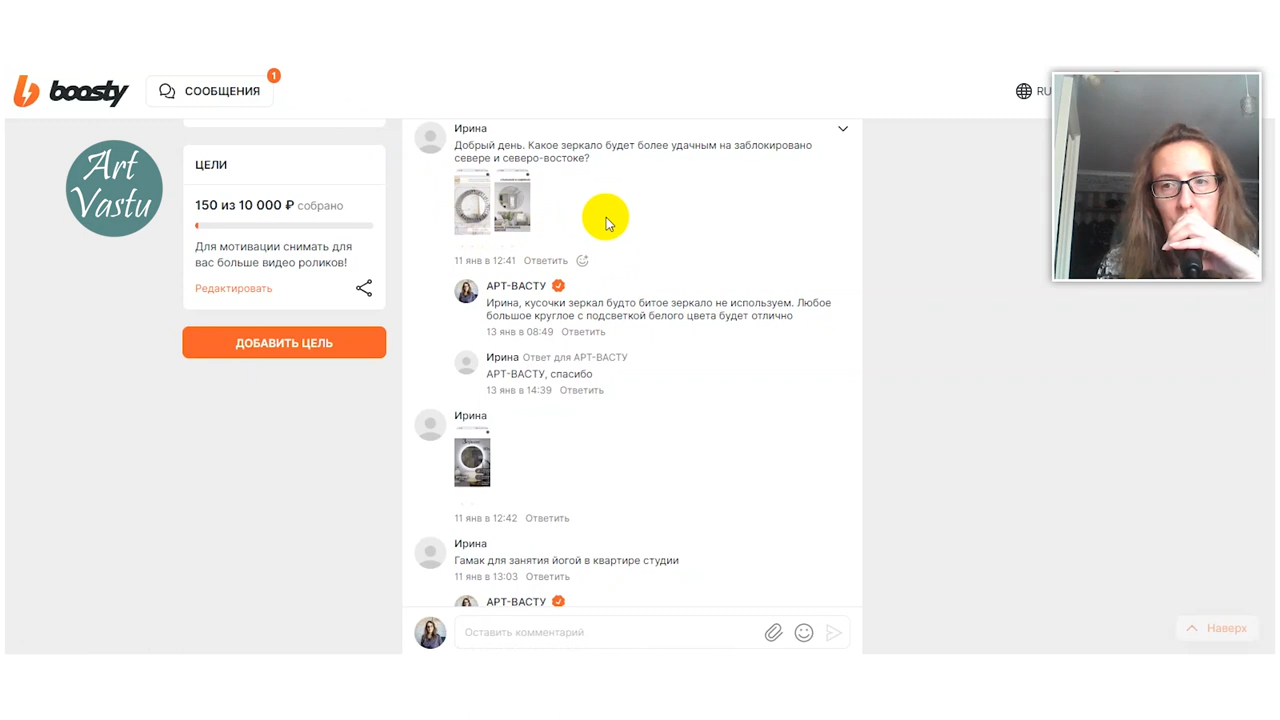 boosty
СООБЩЕНИЯ
1
RU
Art
Vastu
ЦЕЛИ
150 из 10 000 ₽ собрано
Для мотивации снимать для
вас больше видео роликов!
Редактировать
ДОБАВИТЬ ЦЕЛЬ
Ирина
Добрый день. Какое зеркало будет более удачным на заблокировано
севере и северо-востоке?
11 янв в 12:41 Ответить
АРТ-ВАСТУ
Ирина, кусочки зеркал будто битое зеркало не используем. Любое
большое круглое с подсветкой белого цвета будет отлично
13 янв в 08:49 Ответить
Ирина Ответ для АРТ-ВАСТУ
АРТ-ВАСТУ, спасибо
13 янв в 14:39 Ответить
Ирина
11 янв в 12:42 Ответить
Ирина
Гамак для занятия йогой в квартире студии
11 янв в 13:03 Ответить
АРТ-ВАСТУ
Оставить комментарий
Наверх